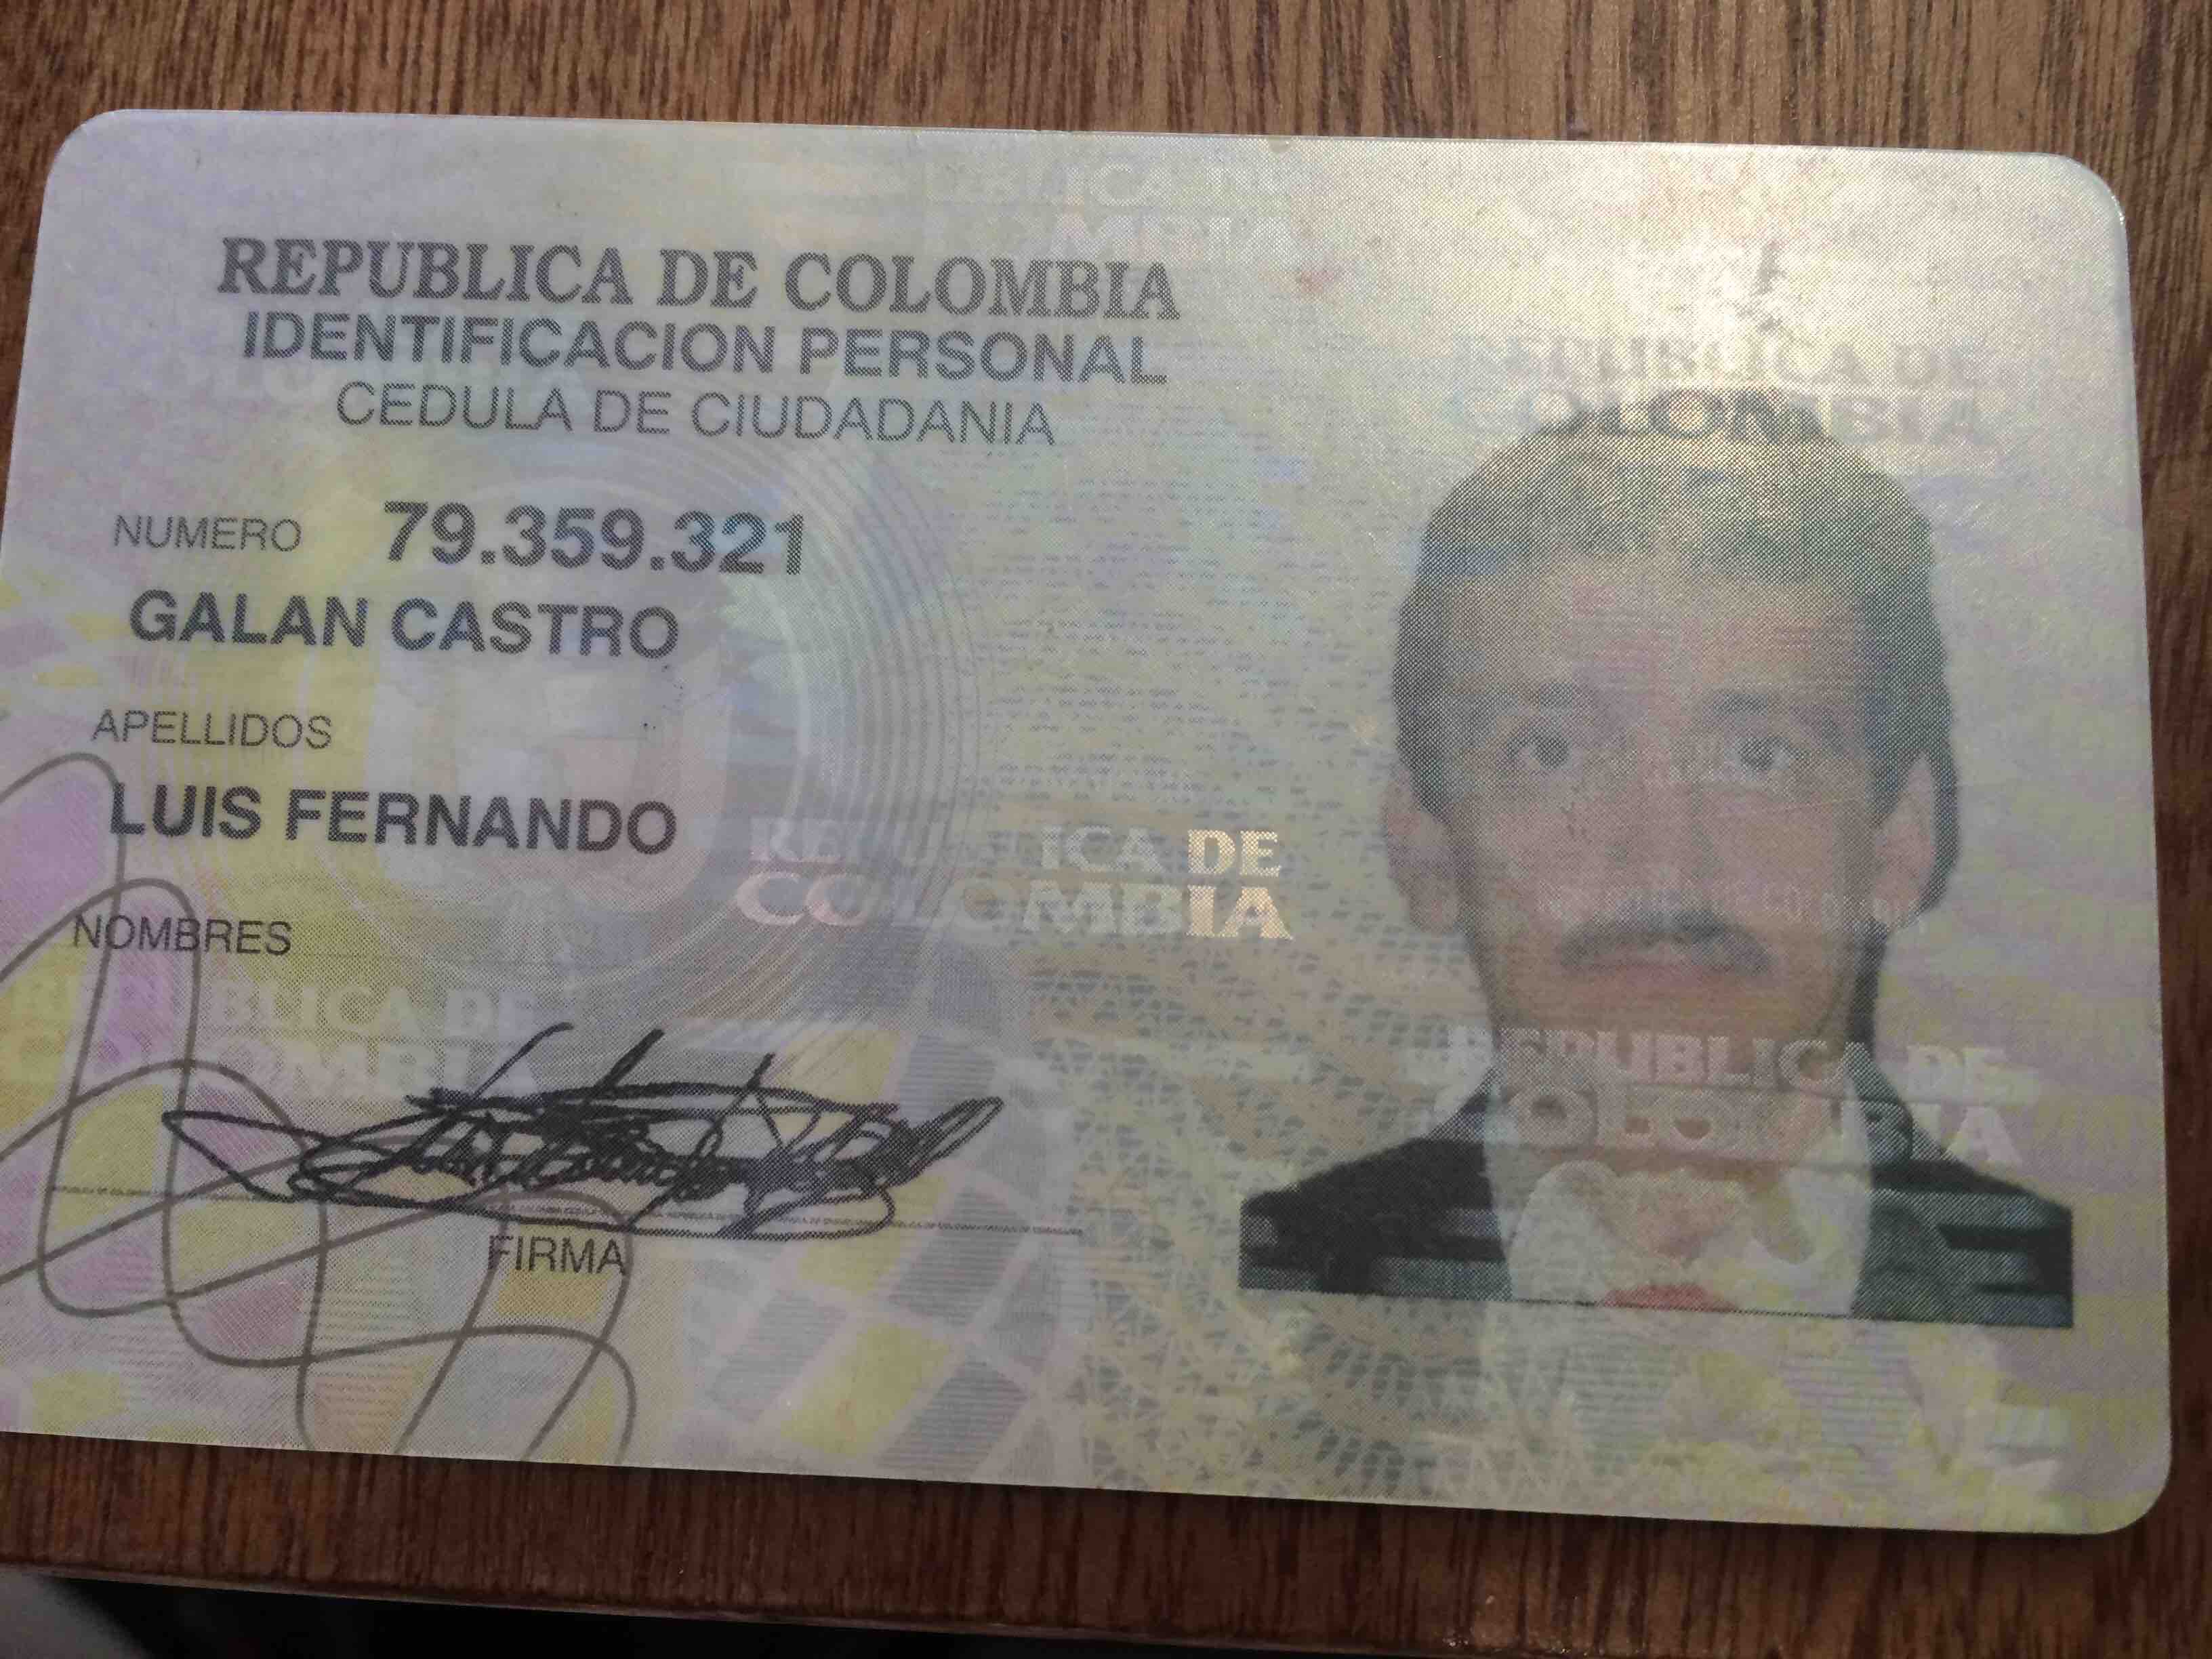 REPUBLICA DE COLOMBIA
IDENTIFICACION PERSONAL
CEDULA DE CIUDADANIA
NUMERO 79.359.321
GALAN CASTRO
APELLIDOS
LUIS FERNANDO
NOMBRES
FIRMA